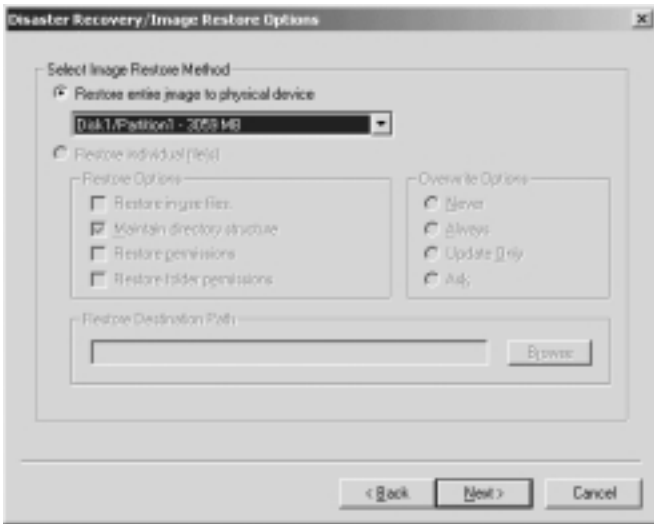 Disaster Recovery/Image Restore Options
Select Image Restore Method
Restore entire image to physical device
Disk1/Partition1 - 3059 MB
Restore individual file(s)
Restore Options
Restore in use files
Maintain directory structure
Restore permissions
Restore folder permissions
Overwrite Options
Never
Always
Update Only
Ask
Restore Destination Path
Browse
< Back
Next >
Cancel